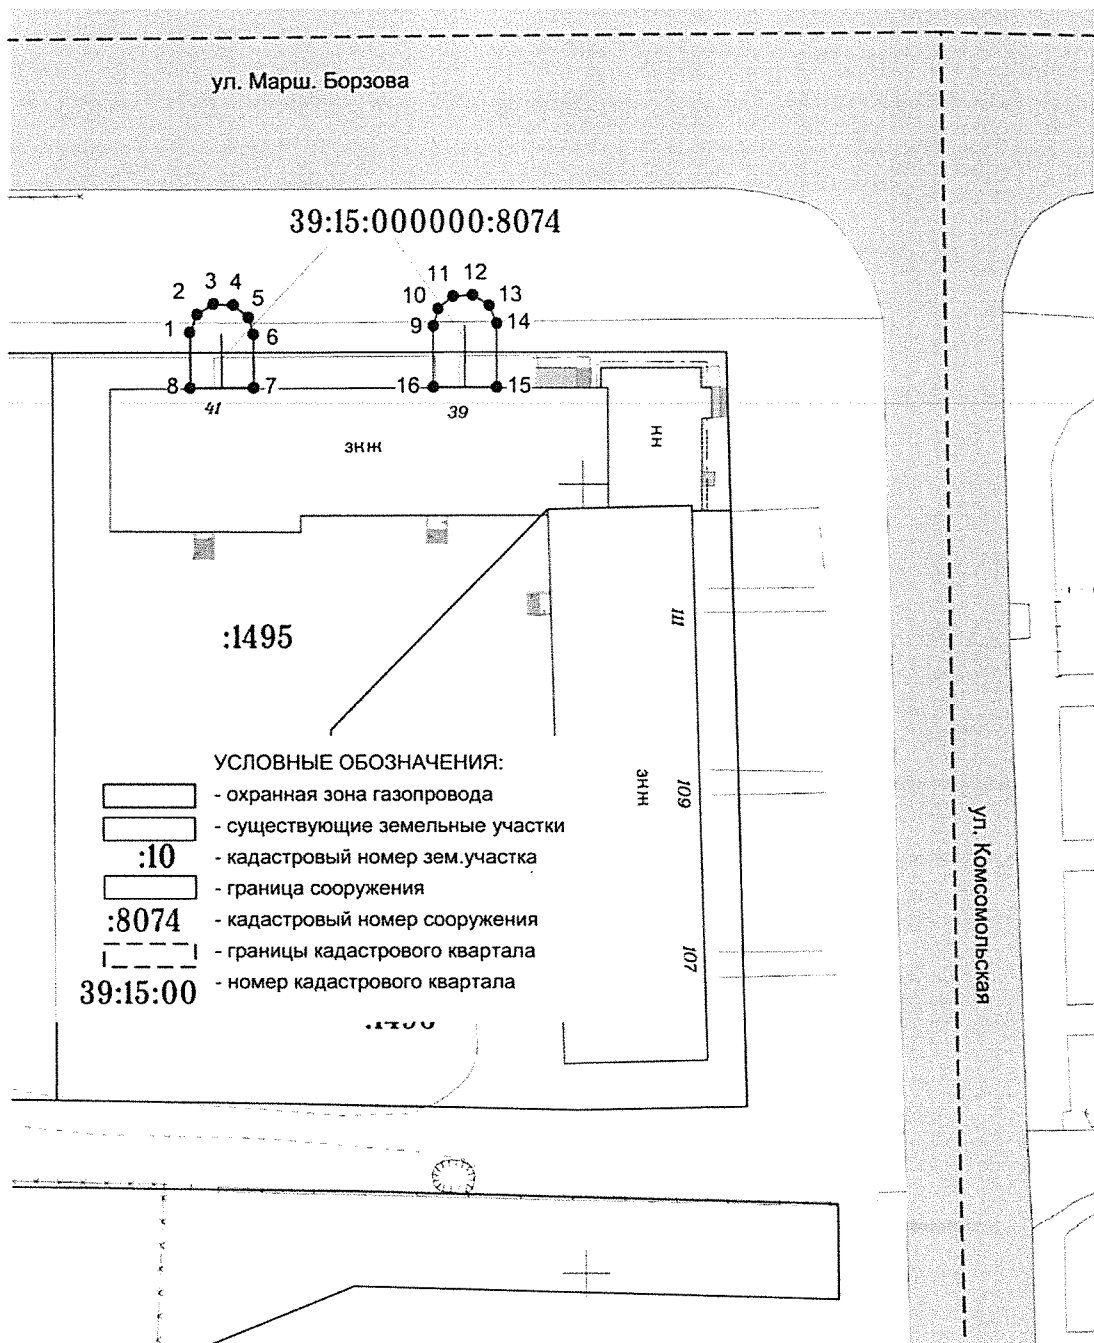 ул. Марш. Борзова
39:15:000000:8074
11 12
3 4
2 10 13
5
1 6 9 14
8 7 16 15
41 39
зкж
нн
:1495
111
УСЛОВНЫЕ ОБОЗНАЧЕНИЯ:
- охранная зона газопровода
- существующие земельные участки
:10 - кадастровый номер зем.участка
- граница сооружения
:8074 - кадастровый номер сооружения
- границы кадастрового квартала
39:15:00 - номер кадастрового квартала
109
107
ул. Комсомольская